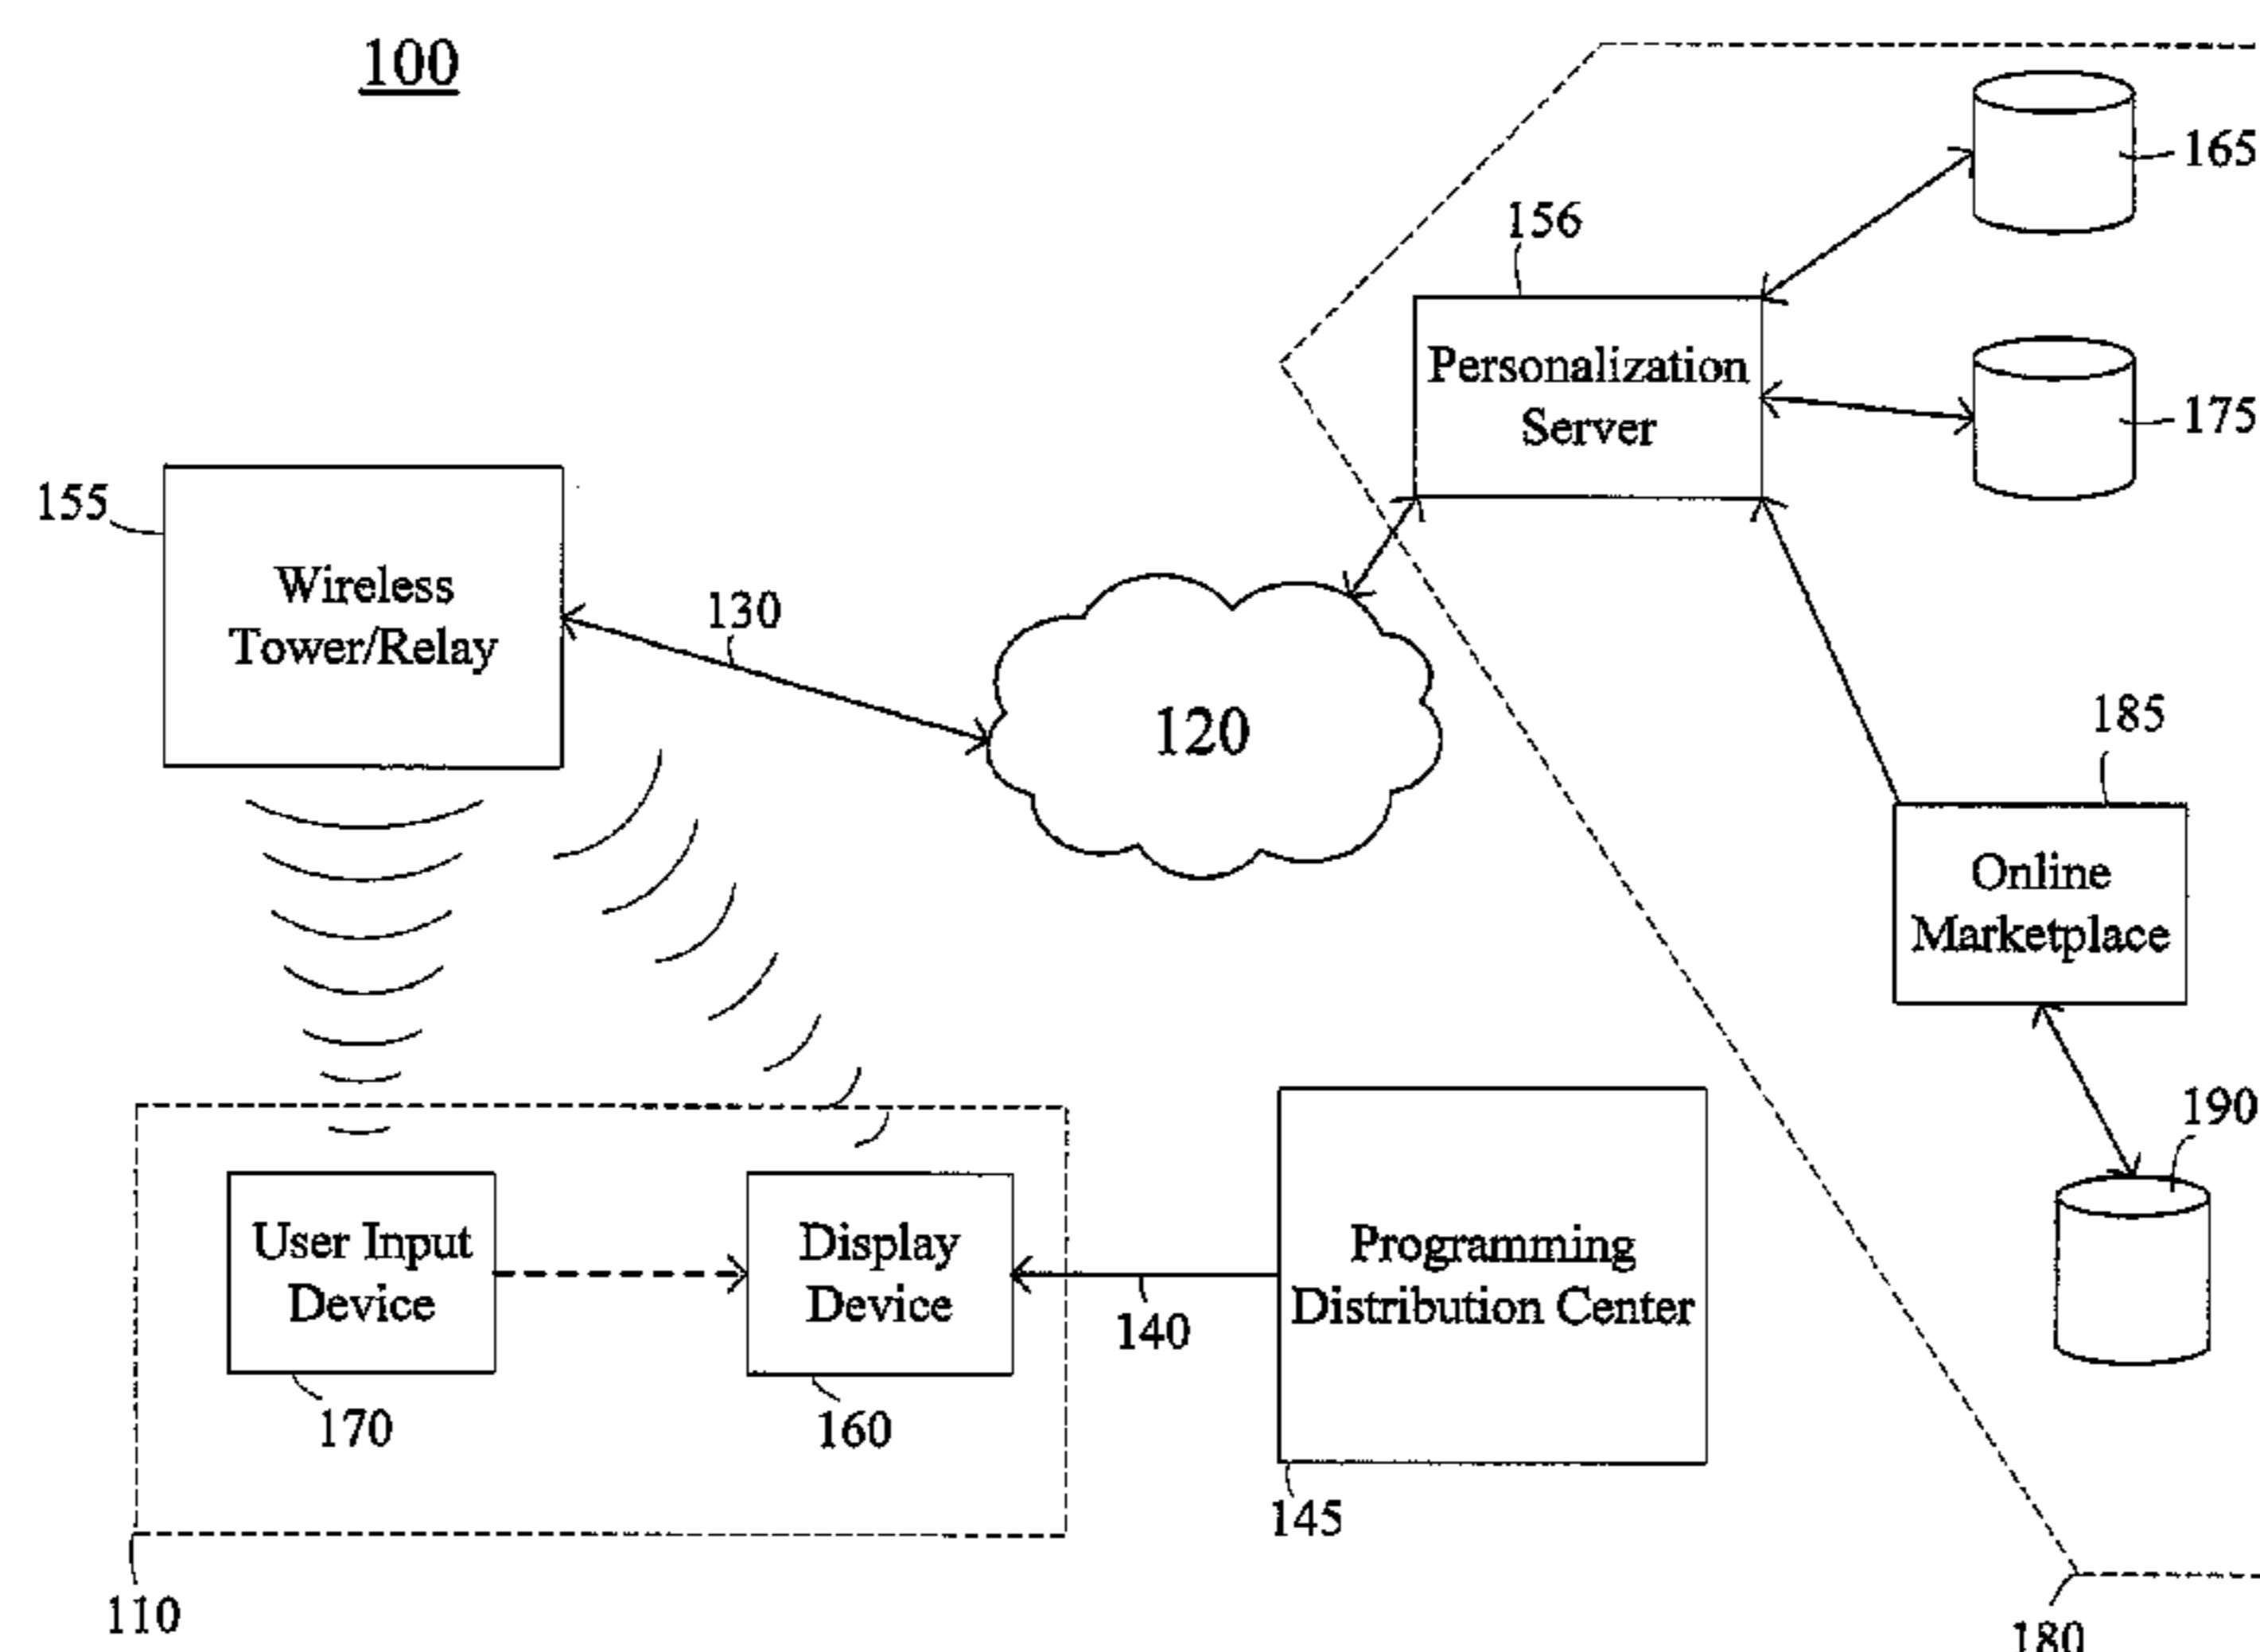 100
165
156
Personalization
Server
175
155
Wireless
Tower/Relay
130
120
185
Online
Marketplace
190
User Input
Device
Display
Device
Programming
Distribution Center
140
170
160
145
110
180